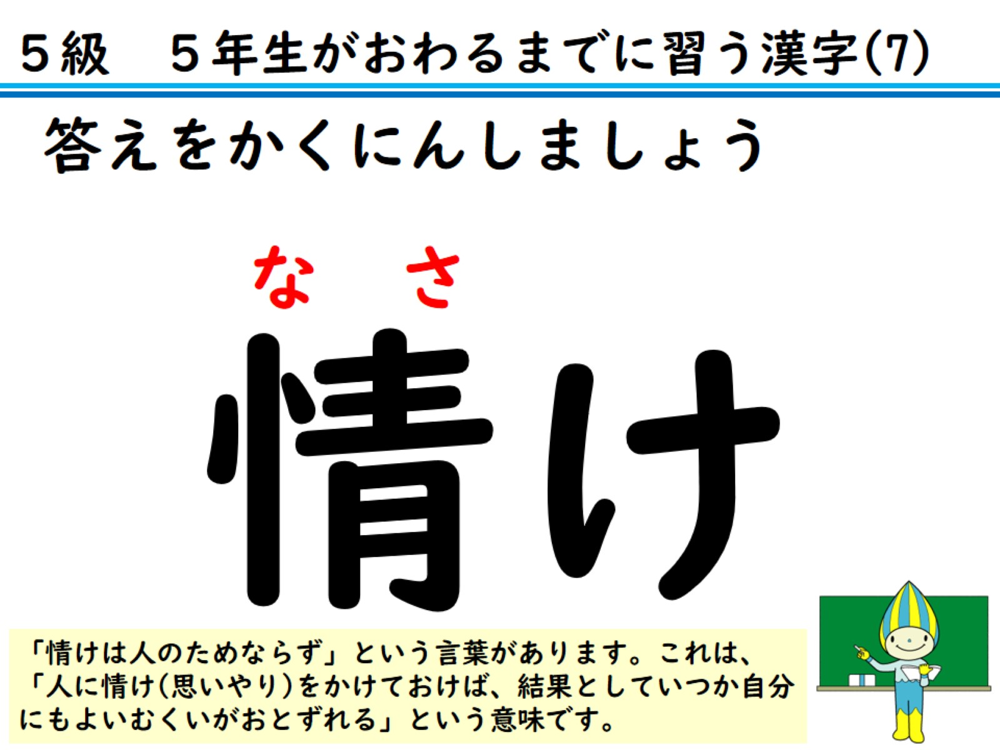 ５級　５年生がおわるまでに習う漢字(7)
答えをかくにんしましょう
なさ
情け
「情けは人のためならず」という言葉があります。これは、
「人に情け(思いやり)をかけておけば、結果としていつか自分
にもよいむくいがおとずれる」という意味です。